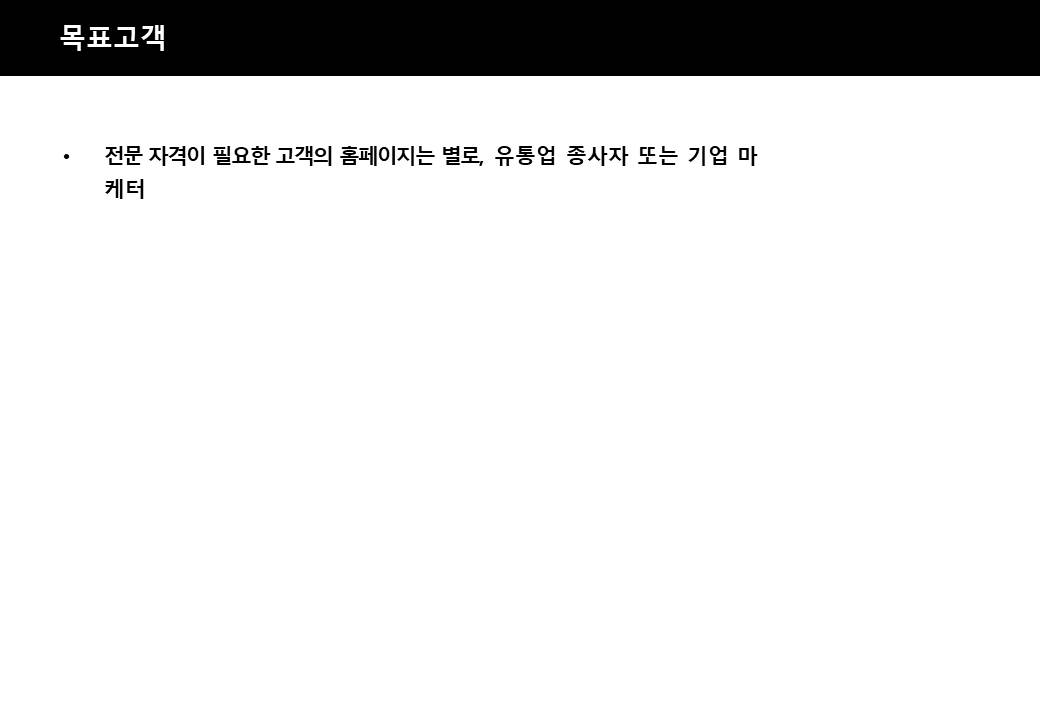 목표고객
• 전문 자격이 필요한 고객의 홈페이지는 별로, 유통업 종사자 또는 기업 마
케터